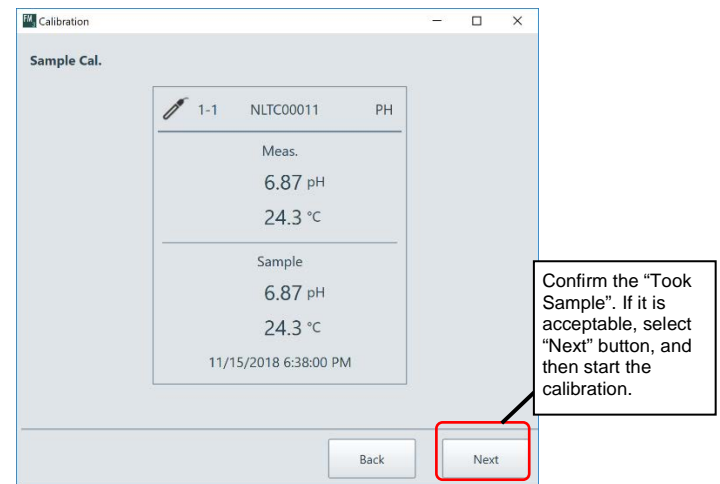 FM Calibration
Sample Cal.
1-1 NLTC00011 PH
Meas.
6.87 pH
24.3 °C
Sample
6.87 pH
24.3 °C
11/15/2018 6:38:00 PM
Confirm the “Took
Sample”. If it is
acceptable, select
“Next” button, and
then start the
calibration.
Back Next